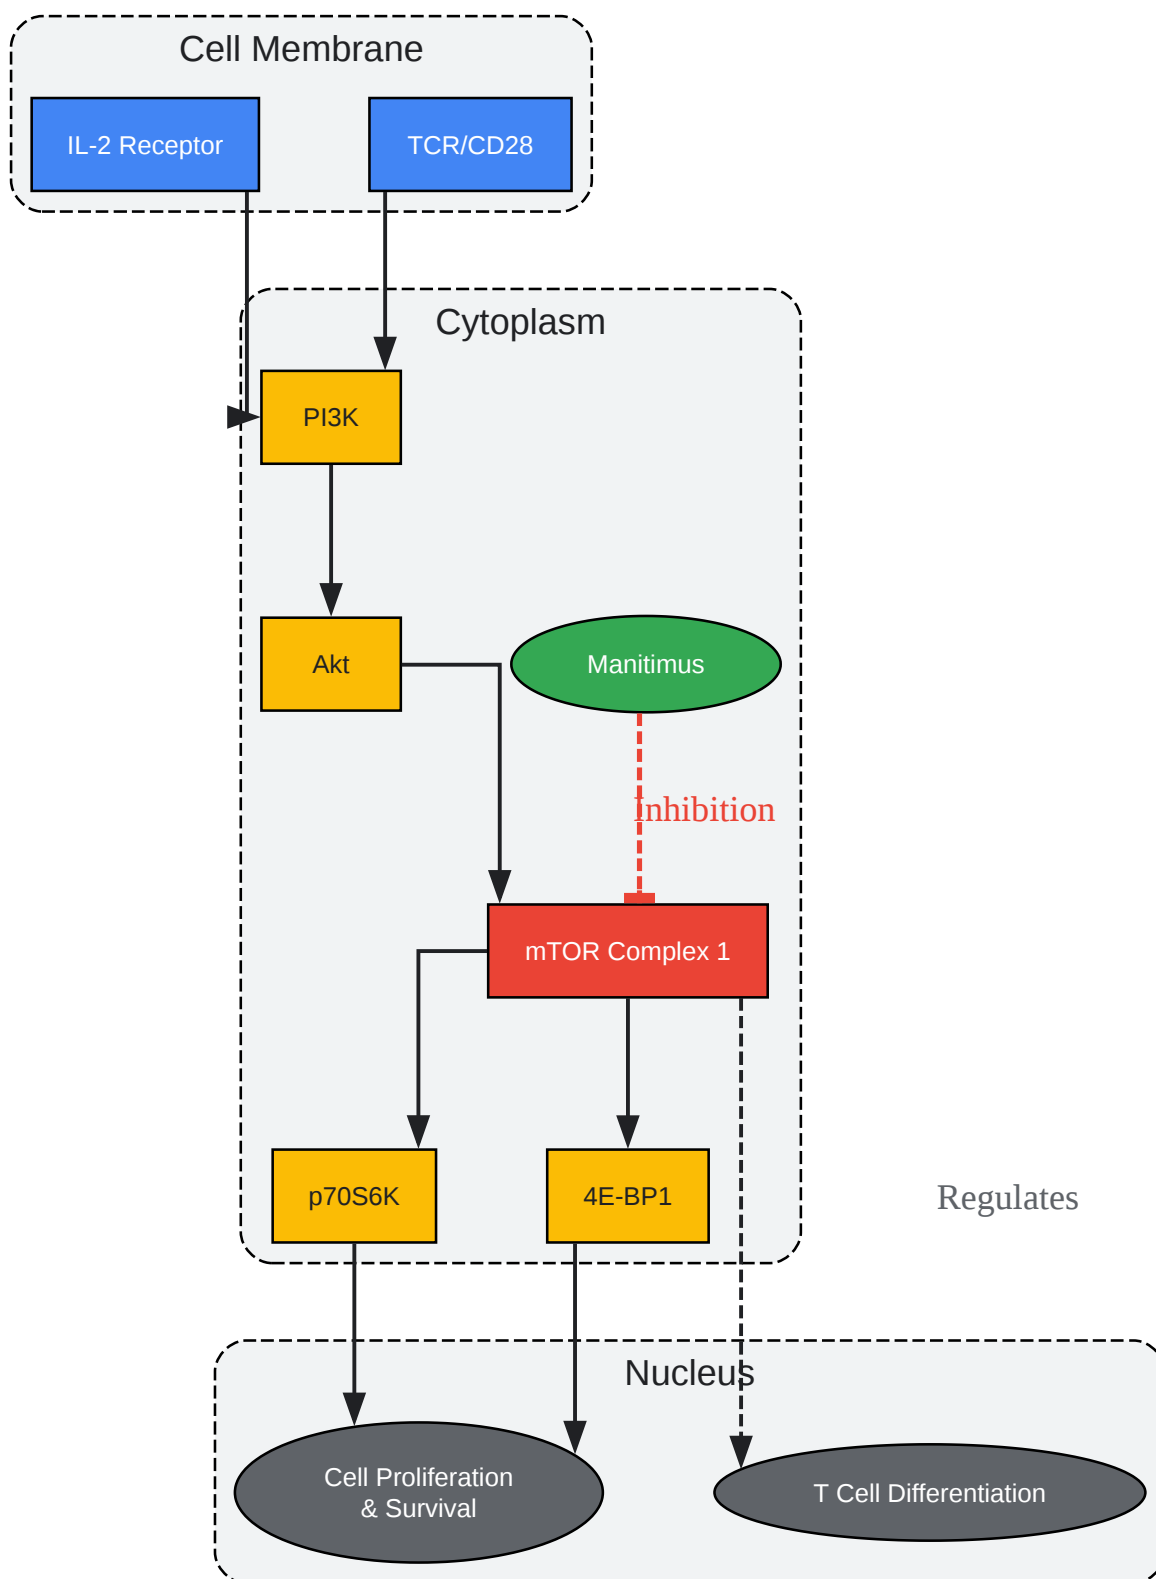 Cell Membrane
IL-2 Receptor
TCR/CD28
Cytoplasm
PI3K
Akt
Manitimus
Inhibition
mTOR Complex 1
p70S6K
4E-BP1
Regulates
Nucleus
Cell Proliferation
& Survival
T Cell Differentiation